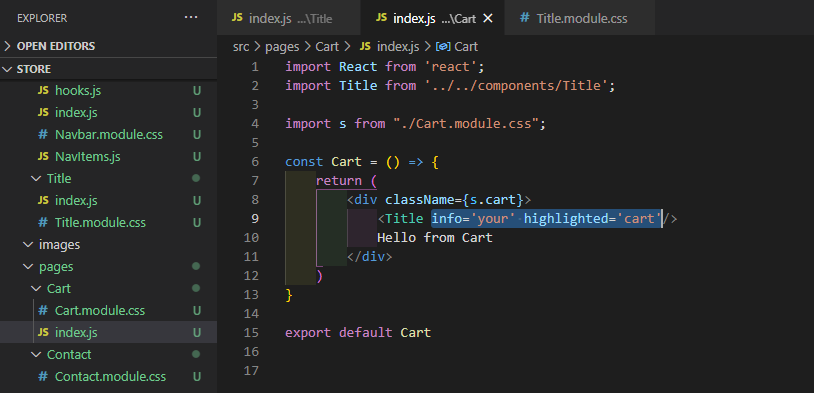 EXPLORER
OPEN EDITORS
STORE
JS hooks.js U
JS index.js U
# Navbar.module.css U
JS NavItems.js U
Title
JS index.js U
# Title.module.css U
images
pages
Cart
# Cart.module.css U
JS index.js U
Contact
# Contact.module.css U
JS index.js ...\Title
JS index.js ...\Cart
# Title.module.css
src > pages > Cart > JS index.js > Cart
1 import React from 'react';
2 import Title from '../../components/Title';
3
4 import s from "./Cart.module.css";
5
6 const Cart = () => {
7 return (
8 <div className={s.cart}>
9 <Title info='your' highlighted='cart'/>
10 Hello from Cart
11 </div>
12 )
13 }
14
15 export default Cart
16
17